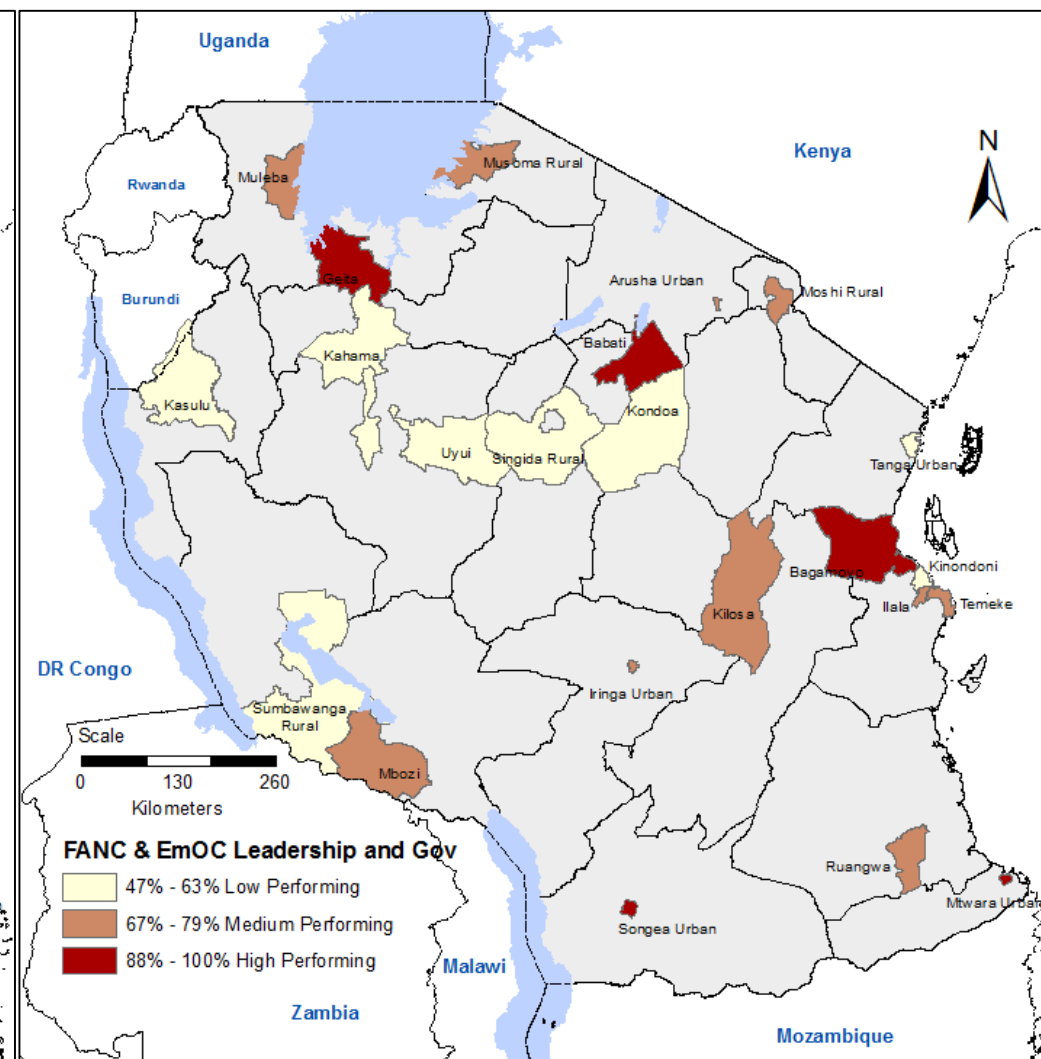 Uganda
Kenya
N
Rwanda
Muleba
Musoma Rural
Burundi
Geita
Arusha Urban
Moshi Rural
Kahama
Babati
Kasulu
Kondoa
Uyui
Singida Rural
Tanga Urban
Bagamoyo
Kinondoni
Ilala
Temeke
Kilosa
DR Congo
Iringa Urban
Sumbawanga
Rural
Mbozi
Scale
0 130 260
Kilometers
FANC & EmOC Leadership and Gov
47% - 63% Low Performing
67% - 79% Medium Performing
88% - 100% High Performing
Ruangwa
Mtwara Urban
Songea Urban
Malawi
Zambia
Mozambique